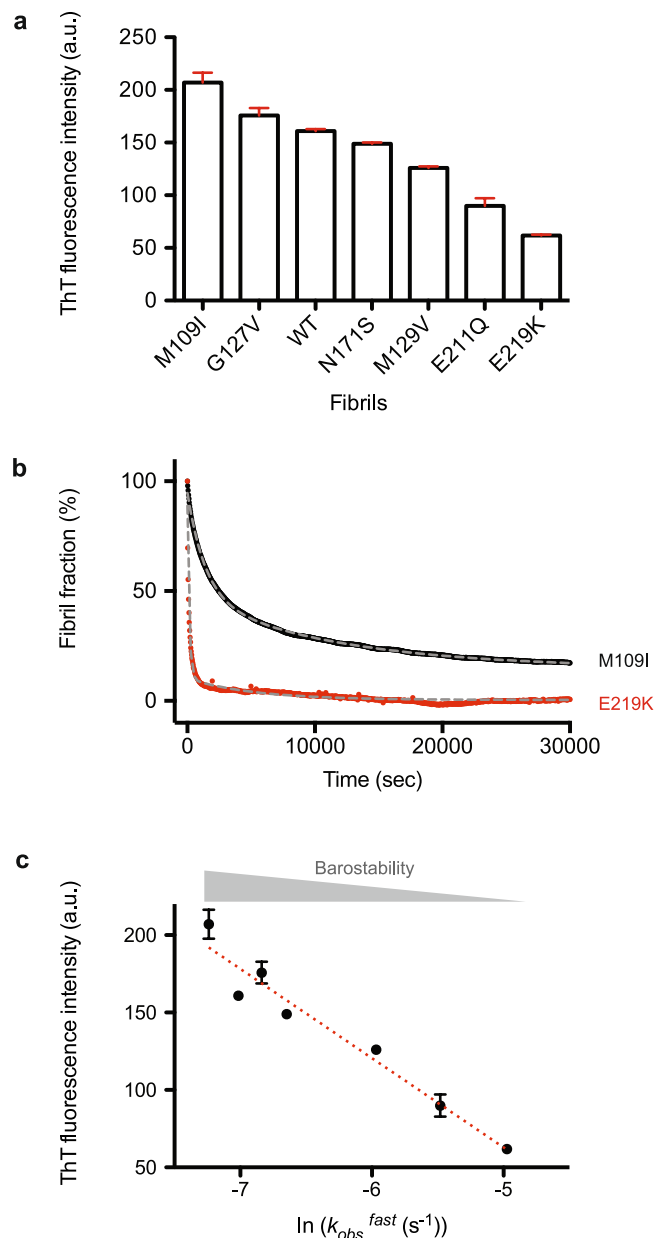 a
ThT fluorescence intensity (a.u.)
250
200
150
100
50
0
M109I
G127V
WT
N171S
M129V
E211Q
E219K
Fibrils
b
Fibril fraction (%)
100
50
0
M109I
E219K
0
10000
20000
30000
Time (sec)
c
Barostability
ThT fluorescence intensity (a.u.)
200
150
100
50
-7
-6
-5
ln (k_obs^fast (s⁻¹))